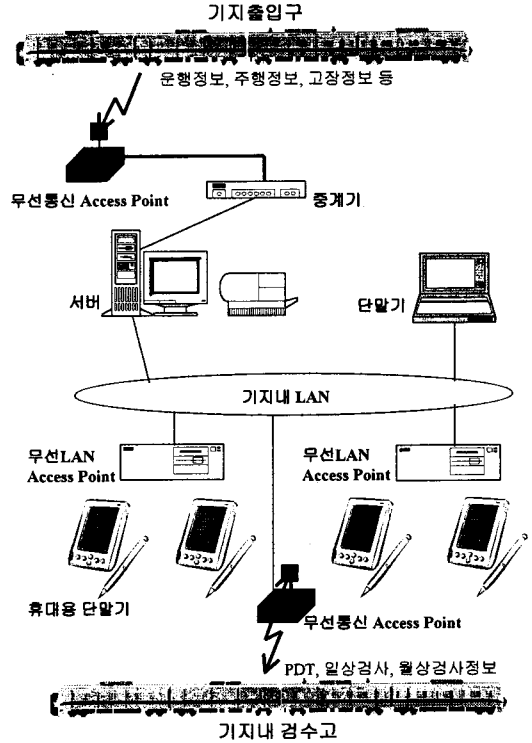 기지출입구
운행정보, 주행정보, 고장정보 등
무선통신 Access Point
중계기
서버
단말기
기지내 LAN
무선LAN
Access Point
무선LAN
Access Point
휴대용 단말기
무선통신 Access Point
PDT, 일상검사, 월상검사정보
기지내 검수고